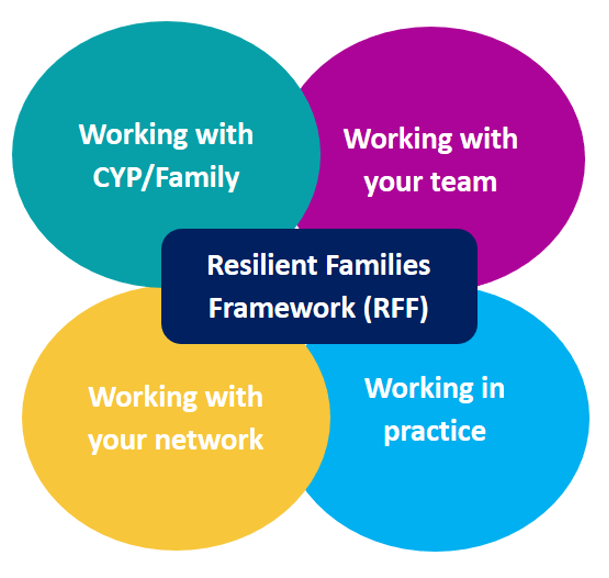 Working with
CYP/Family
Working with
your team
Resilient Families
Framework (RFF)
Working with
your network
Working in
practice